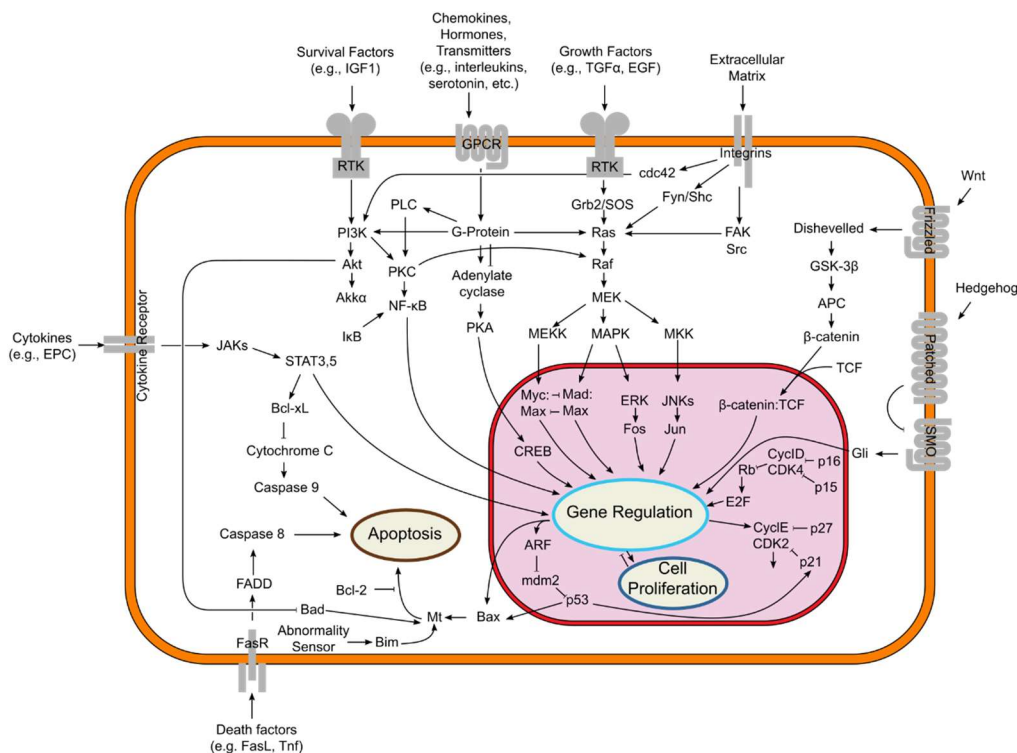 Survival Factors
(e.g., IGF1)
Chemokines,
Hormones,
Transmitters
(e.g., interleukins,
serotonin, etc.)
Growth Factors
(e.g., TGFα, EGF)
Extracellular
Matrix
RTK
GPCR
RTK
Integrins
cdc42
Fyn/Shc
Wnt
Frizzled
PLC
Grb2/SOS
PI3K
G-Protein
Ras
FAK
Src
Dishevelled
GSK-3β
Akt
PKC
Adenylate
cyclase
Raf
Akkα
NF-κB
MEK
APC
Hedgehog
Patched
IκB
PKA
MEKK
MAPK
MKK
β-catenin
TCF
Cytokines
(e.g., EPC)
Cytokine Receptor
JAKs
STAT3,5
Myc:
Max
Mad:
Max
ERK
JNKs
β-catenin:TCF
Bcl-xL
Fos
Jun
SMO
Cytochrome C
CREB
Gli
CyclD
CDK4
p16
p15
Rb
E2F
Caspase 9
Gene Regulation
Caspase 8
Apoptosis
ARF
CyclE
CDK2
p27
p21
FADD
Bcl-2
mdm2
Cell
Proliferation
p53
Bad
Mt
Bax
Abnormality
Sensor
Bim
FasR
Death factors
(e.g. FasL, Tnf)